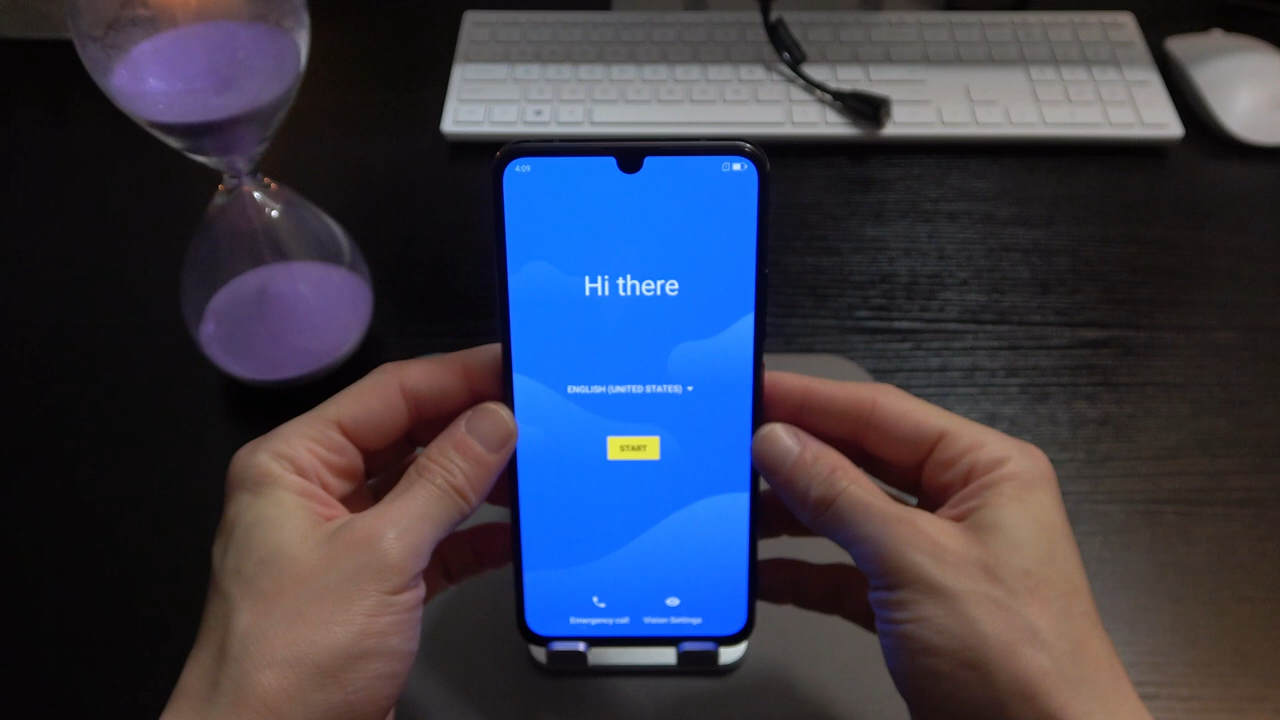 4:09
Hi there
ENGLISH (UNITED STATES)
START
Emergency call
Vision Settings